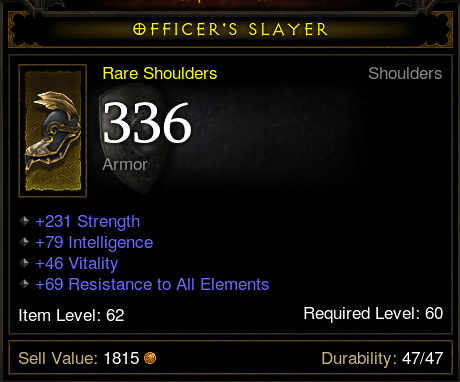 OFFICER'S SLAYER
Rare Shoulders Shoulders
336
Armor
+231 Strength
+79 Intelligence
+46 Vitality
+69 Resistance to All Elements
Item Level: 62 Required Level: 60
Sell Value: 1815 Durability: 47/47